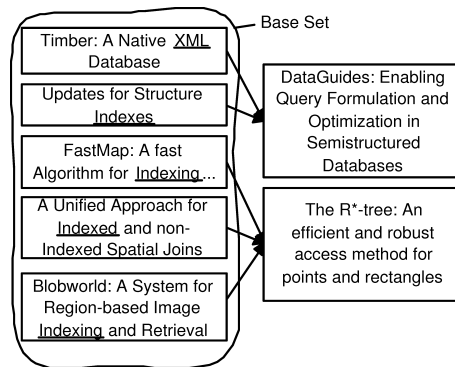 Base Set
Timber: A Native XML
Database
Updates for Structure
Indexes
FastMap: A fast
Algorithm for Indexing...
A Unified Approach for
Indexed and non-
Indexed Spatial Joins
Blobworld: A System for
Region-based Image
Indexing and Retrieval
DataGuides: Enabling
Query Formulation and
Optimization in
Semistructured
Databases
The R*-tree: An
efficient and robust
access method for
points and rectangles